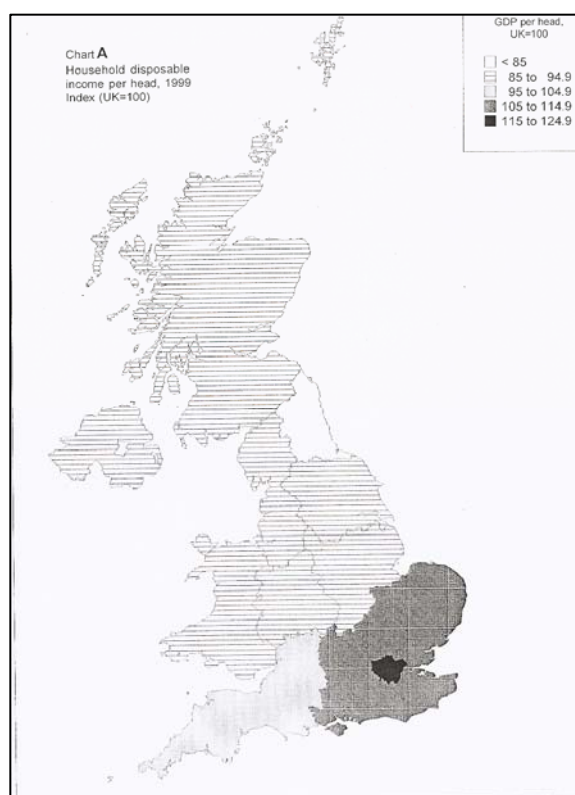 Chart A
Household disposable
income per head, 1999
Index (UK=100)
GDP per head,
UK=100
< 85
85 to 94.9
95 to 104.9
105 to 114.9
115 to 124.9